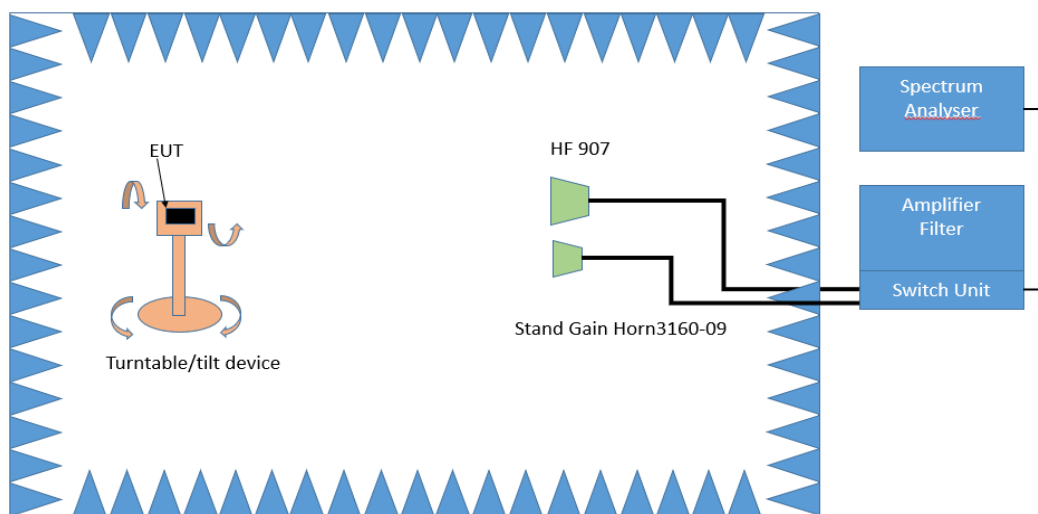 Spectrum
Analyser
EUT
HF 907
Amplifier
Filter
Switch Unit
Stand Gain Horn3160-09
Turntable/tilt device